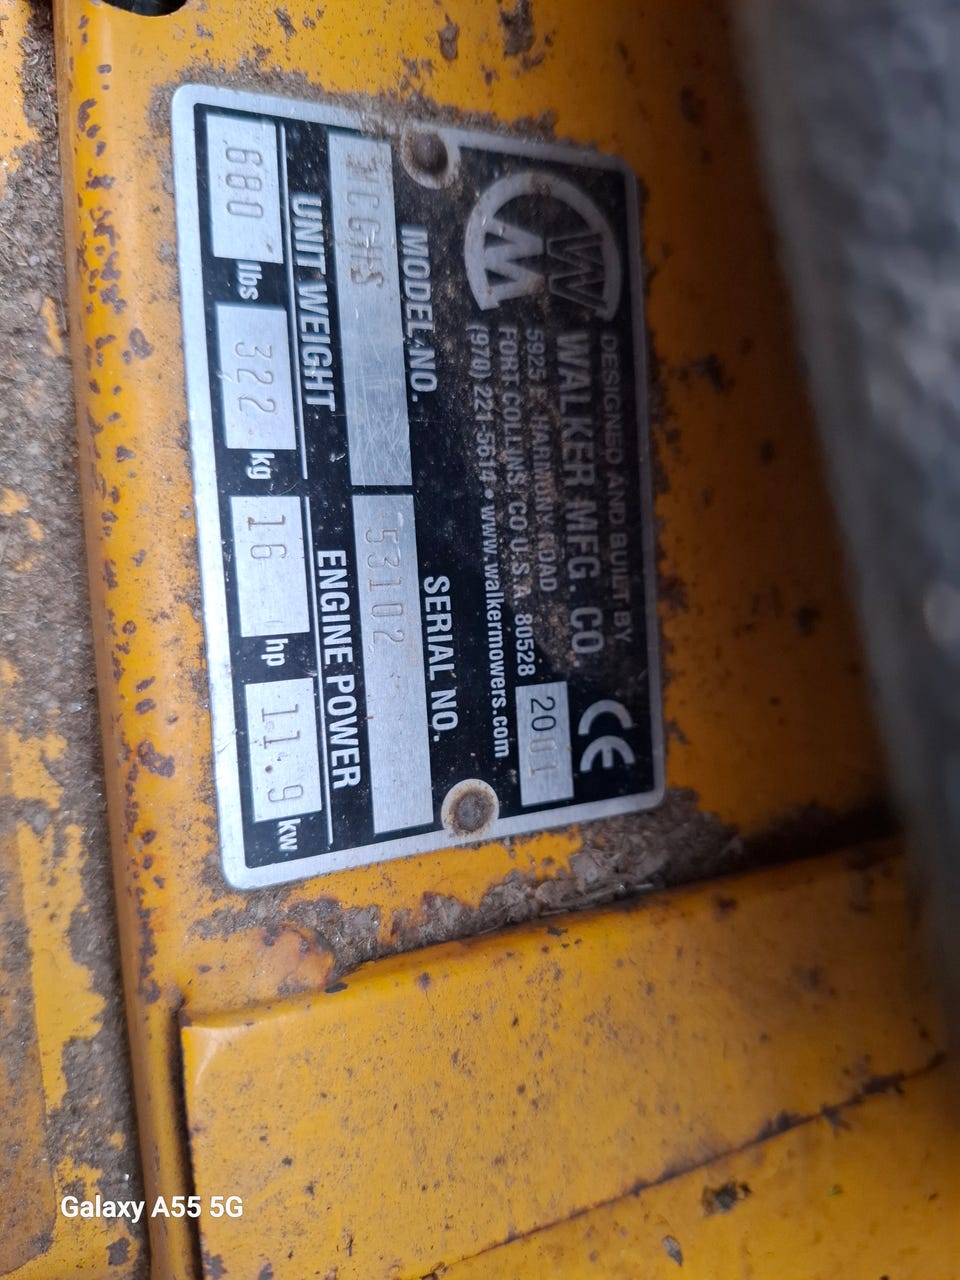 DESIGNED AND BUILT BY
WALKER MFG. CO.
5925 E. HARMONY ROAD
FORT COLLINS, CO U.S.A. 80528
(970) 221-5614 • www.walkermowers.com
CE
2001
MODEL NO.
SERIAL NO.
MCGHS
53102
UNIT WEIGHT
ENGINE POWER
680 lbs 322 kg 16 hp 11.9 kw
Galaxy A55 5G